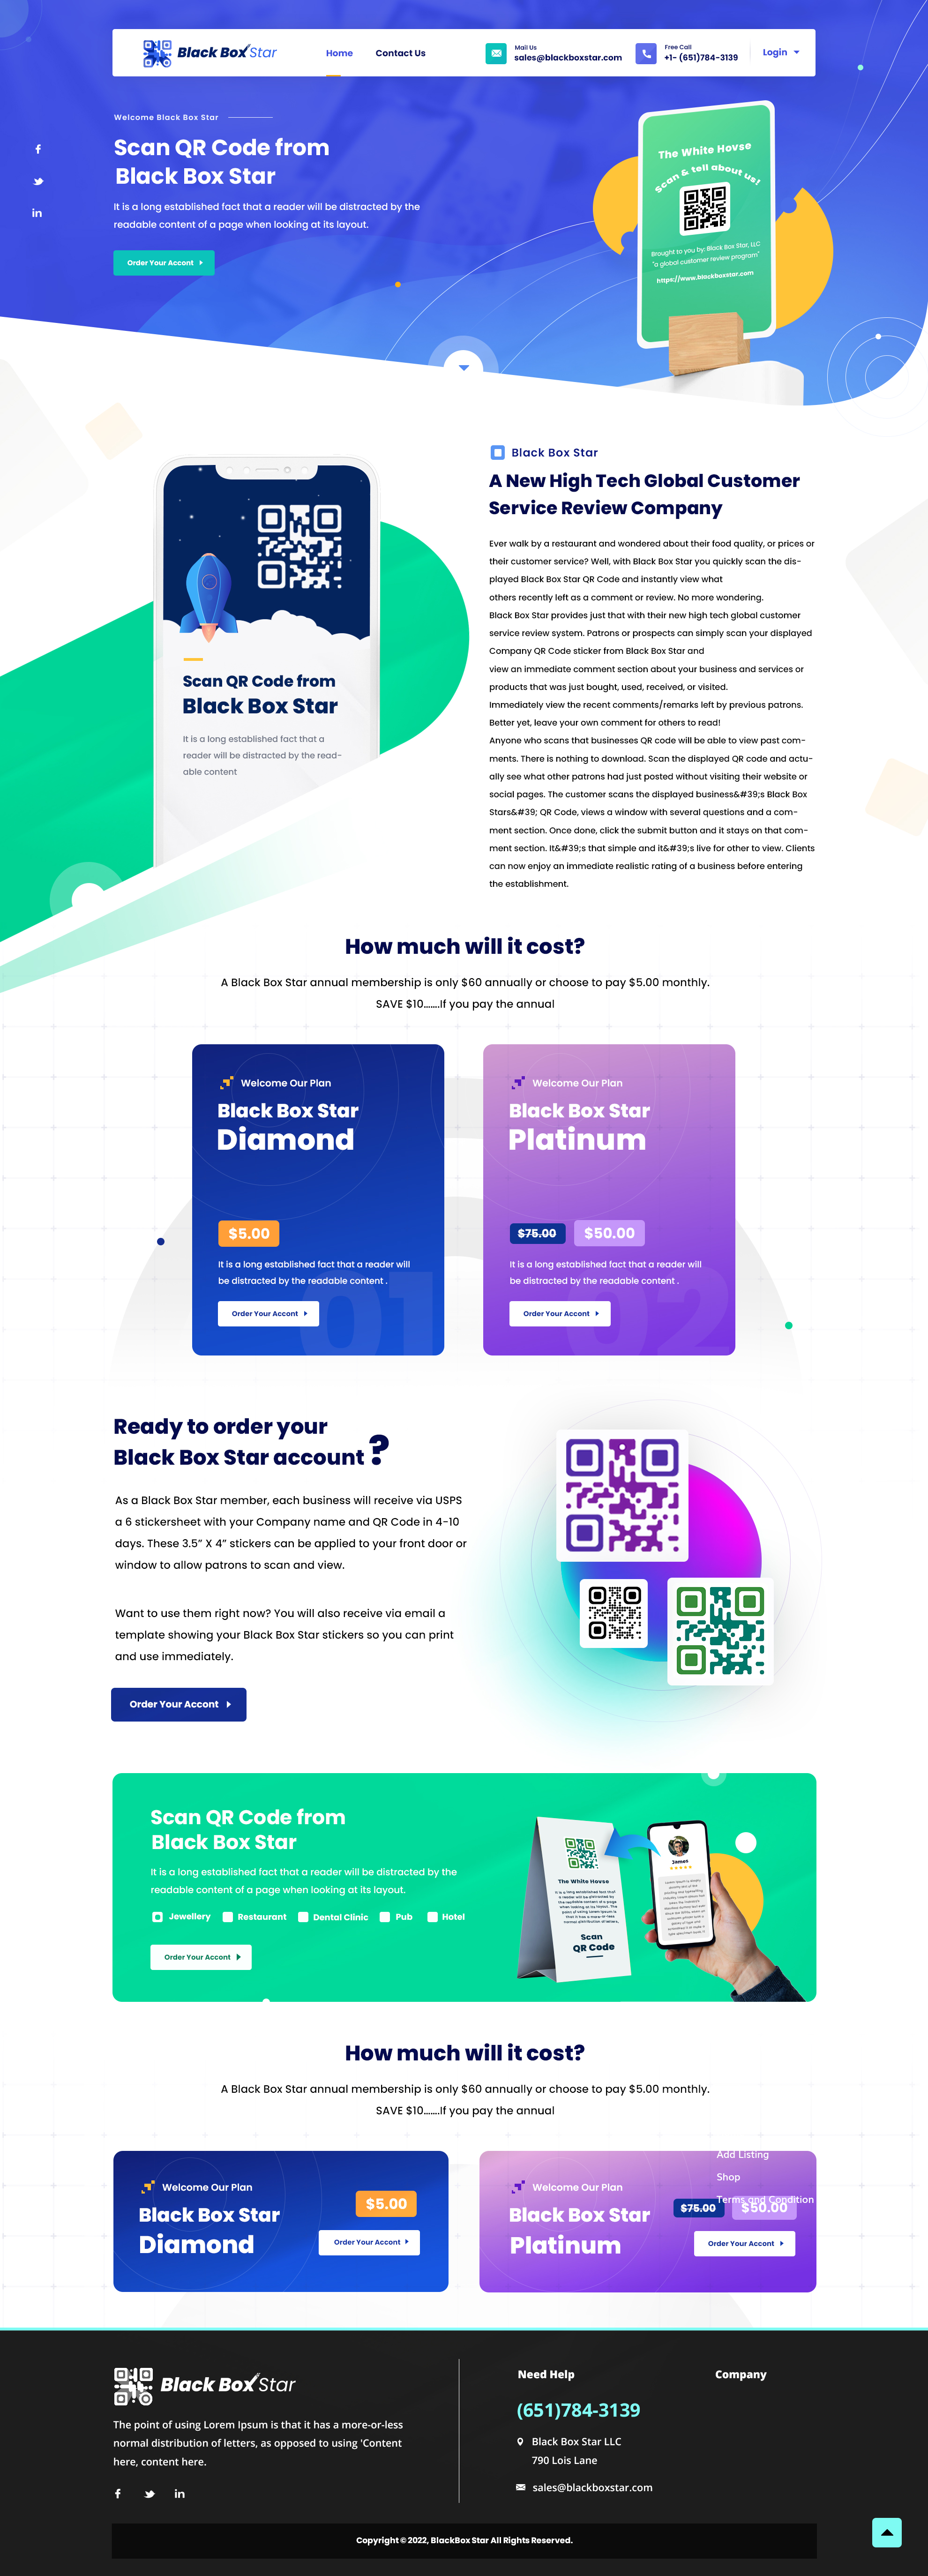 Black Box Star
Home
Contact Us
Mail Us
sales@blackboxstar.com
Free Call
+1- (651)784-3139
Login
Welcome Black Box Star
Scan QR Code from
Black Box Star
It is a long established fact that a reader will be distracted by the
readable content of a page when looking at its layout.
Order Your Accont
The White Hovse
Scan & tell about us!
Brought to you by: Black Box Star, LLC
"a global customer review program"
https://www.blackboxstar.com
Black Box Star
A New High Tech Global Customer
Service Review Company
Ever walk by a restaurant and wondered about their food quality, or prices or
their customer service? Well, with Black Box Star you quickly scan the dis-
played Black Box Star QR Code and instantly view what
others recently left as a comment or review. No more wondering.
Black Box Star provides just that with their new high tech global customer
service review system. Patrons or prospects can simply scan your displayed
Company QR Code sticker from Black Box Star and
view an immediate comment section about your business and services or
products that was just bought, used, received, or visited.
Immediately view the recent comments/remarks left by previous patrons.
Better yet, leave your own comment for others to read!
Anyone who scans that businesses QR code will be able to view past com-
ments. There is nothing to download. Scan the displayed QR code and actu-
ally see what other patrons had just posted without visiting their website or
social pages. The customer scans the displayed business&#39;s Black Box
Stars&#39; QR Code, views a window with several questions and a com-
ment section. Once done, click the submit button and it stays on that com-
ment section. It&#39;s that simple and it&#39;s live for other to view. Clients
can now enjoy an immediate realistic rating of a business before entering
the establishment.
Scan QR Code from
Black Box Star
It is a long established fact that a
reader will be distracted by the read-
able content
How much will it cost?
A Black Box Star annual membership is only $60 annually or choose to pay $5.00 monthly.
SAVE $10.......If you pay the annual
Welcome Our Plan
Black Box Star
Diamond
$5.00
It is a long established fact that a reader will
be distracted by the readable content .
Order Your Accont
01
Welcome Our Plan
Black Box Star
Platinum
$75.00
$50.00
It is a long established fact that a reader will
be distracted by the readable content .
Order Your Accont
02
Ready to order your
Black Box Star account ?
As a Black Box Star member, each business will receive via USPS
a 6 stickersheet with your Company name and QR Code in 4-10
days. These 3.5” X 4” stickers can be applied to your front door or
window to allow patrons to scan and view.
Want to use them right now? You will also receive via email a
template showing your Black Box Star stickers so you can print
and use immediately.
Order Your Accont
Scan QR Code from
Black Box Star
It is a long established fact that a reader will be distracted by the
readable content of a page when looking at its layout.
Jewellery
Restaurant
Dental Clinic
Pub
Hotel
Order Your Accont
The White Hovse
Scan
QR Code
James
How much will it cost?
A Black Box Star annual membership is only $60 annually or choose to pay $5.00 monthly.
SAVE $10.......If you pay the annual
Welcome Our Plan
Black Box Star
Diamond
$5.00
Order Your Accont
Welcome Our Plan
Black Box Star
Platinum
$75.00
$50.00
Order Your Accont
Add Listing
Shop
Terms and Condition
Black Box Star
The point of using Lorem Ipsum is that it has a more-or-less
normal distribution of letters, as opposed to using 'Content
here, content here.
Need Help
(651)784-3139
Black Box Star LLC
790 Lois Lane
sales@blackboxstar.com
Company
Copyright © 2022, BlackBox Star All Rights Reserved.